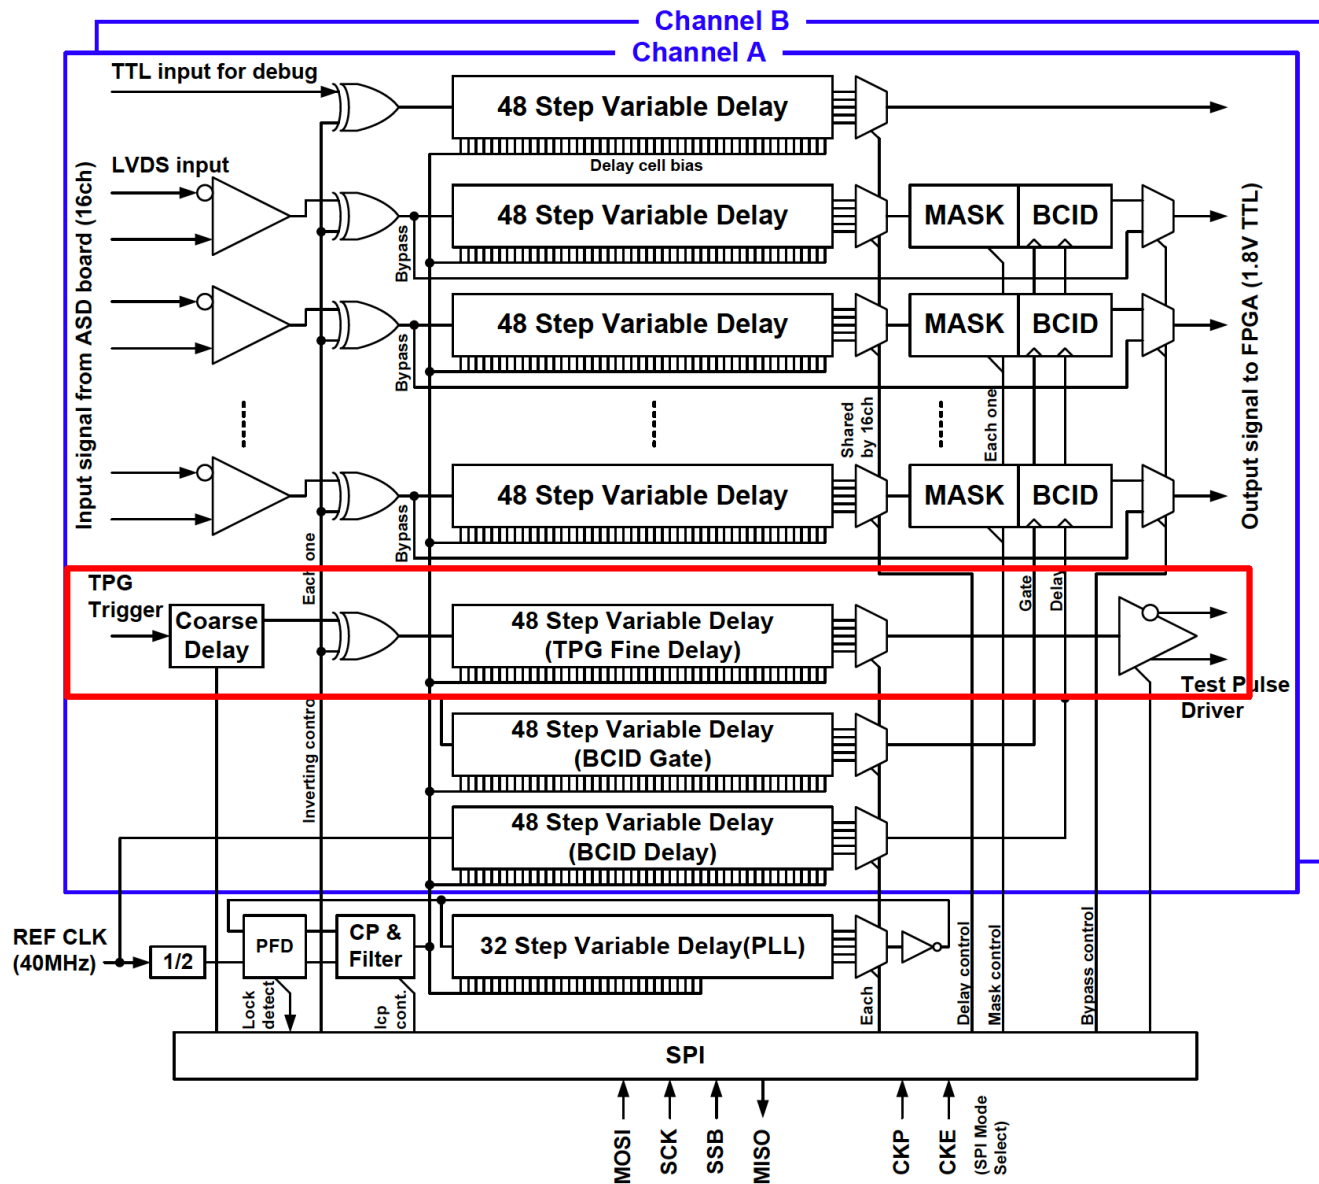 Channel B
Channel A
TTL input for debug
48 Step Variable Delay
Delay cell bias
LVDS input
48 Step Variable Delay
MASK
BCID
Bypass
48 Step Variable Delay
MASK
BCID
Bypass
Input signal from ASD board (16ch)
Output signal to FPGA (1.8V TTL)
Shared
by 16ch
Each one
48 Step Variable Delay
MASK
BCID
Bypass
Each one
TPG
Trigger
Coarse
Delay
48 Step Variable Delay
(TPG Fine Delay)
Gate
Delay
Test Pulse
Driver
Inverting control
48 Step Variable Delay
(BCID Gate)
48 Step Variable Delay
(BCID Delay)
REF CLK
(40MHz)
1/2
PFD
CP &
Filter
32 Step Variable Delay(PLL)
Lock
detect
Icp
cont.
Each
Delay control
Mask control
Bypass control
SPI
MOSI
SCK
SSB
MISO
CKP
CKE
(SPI Mode
Select)